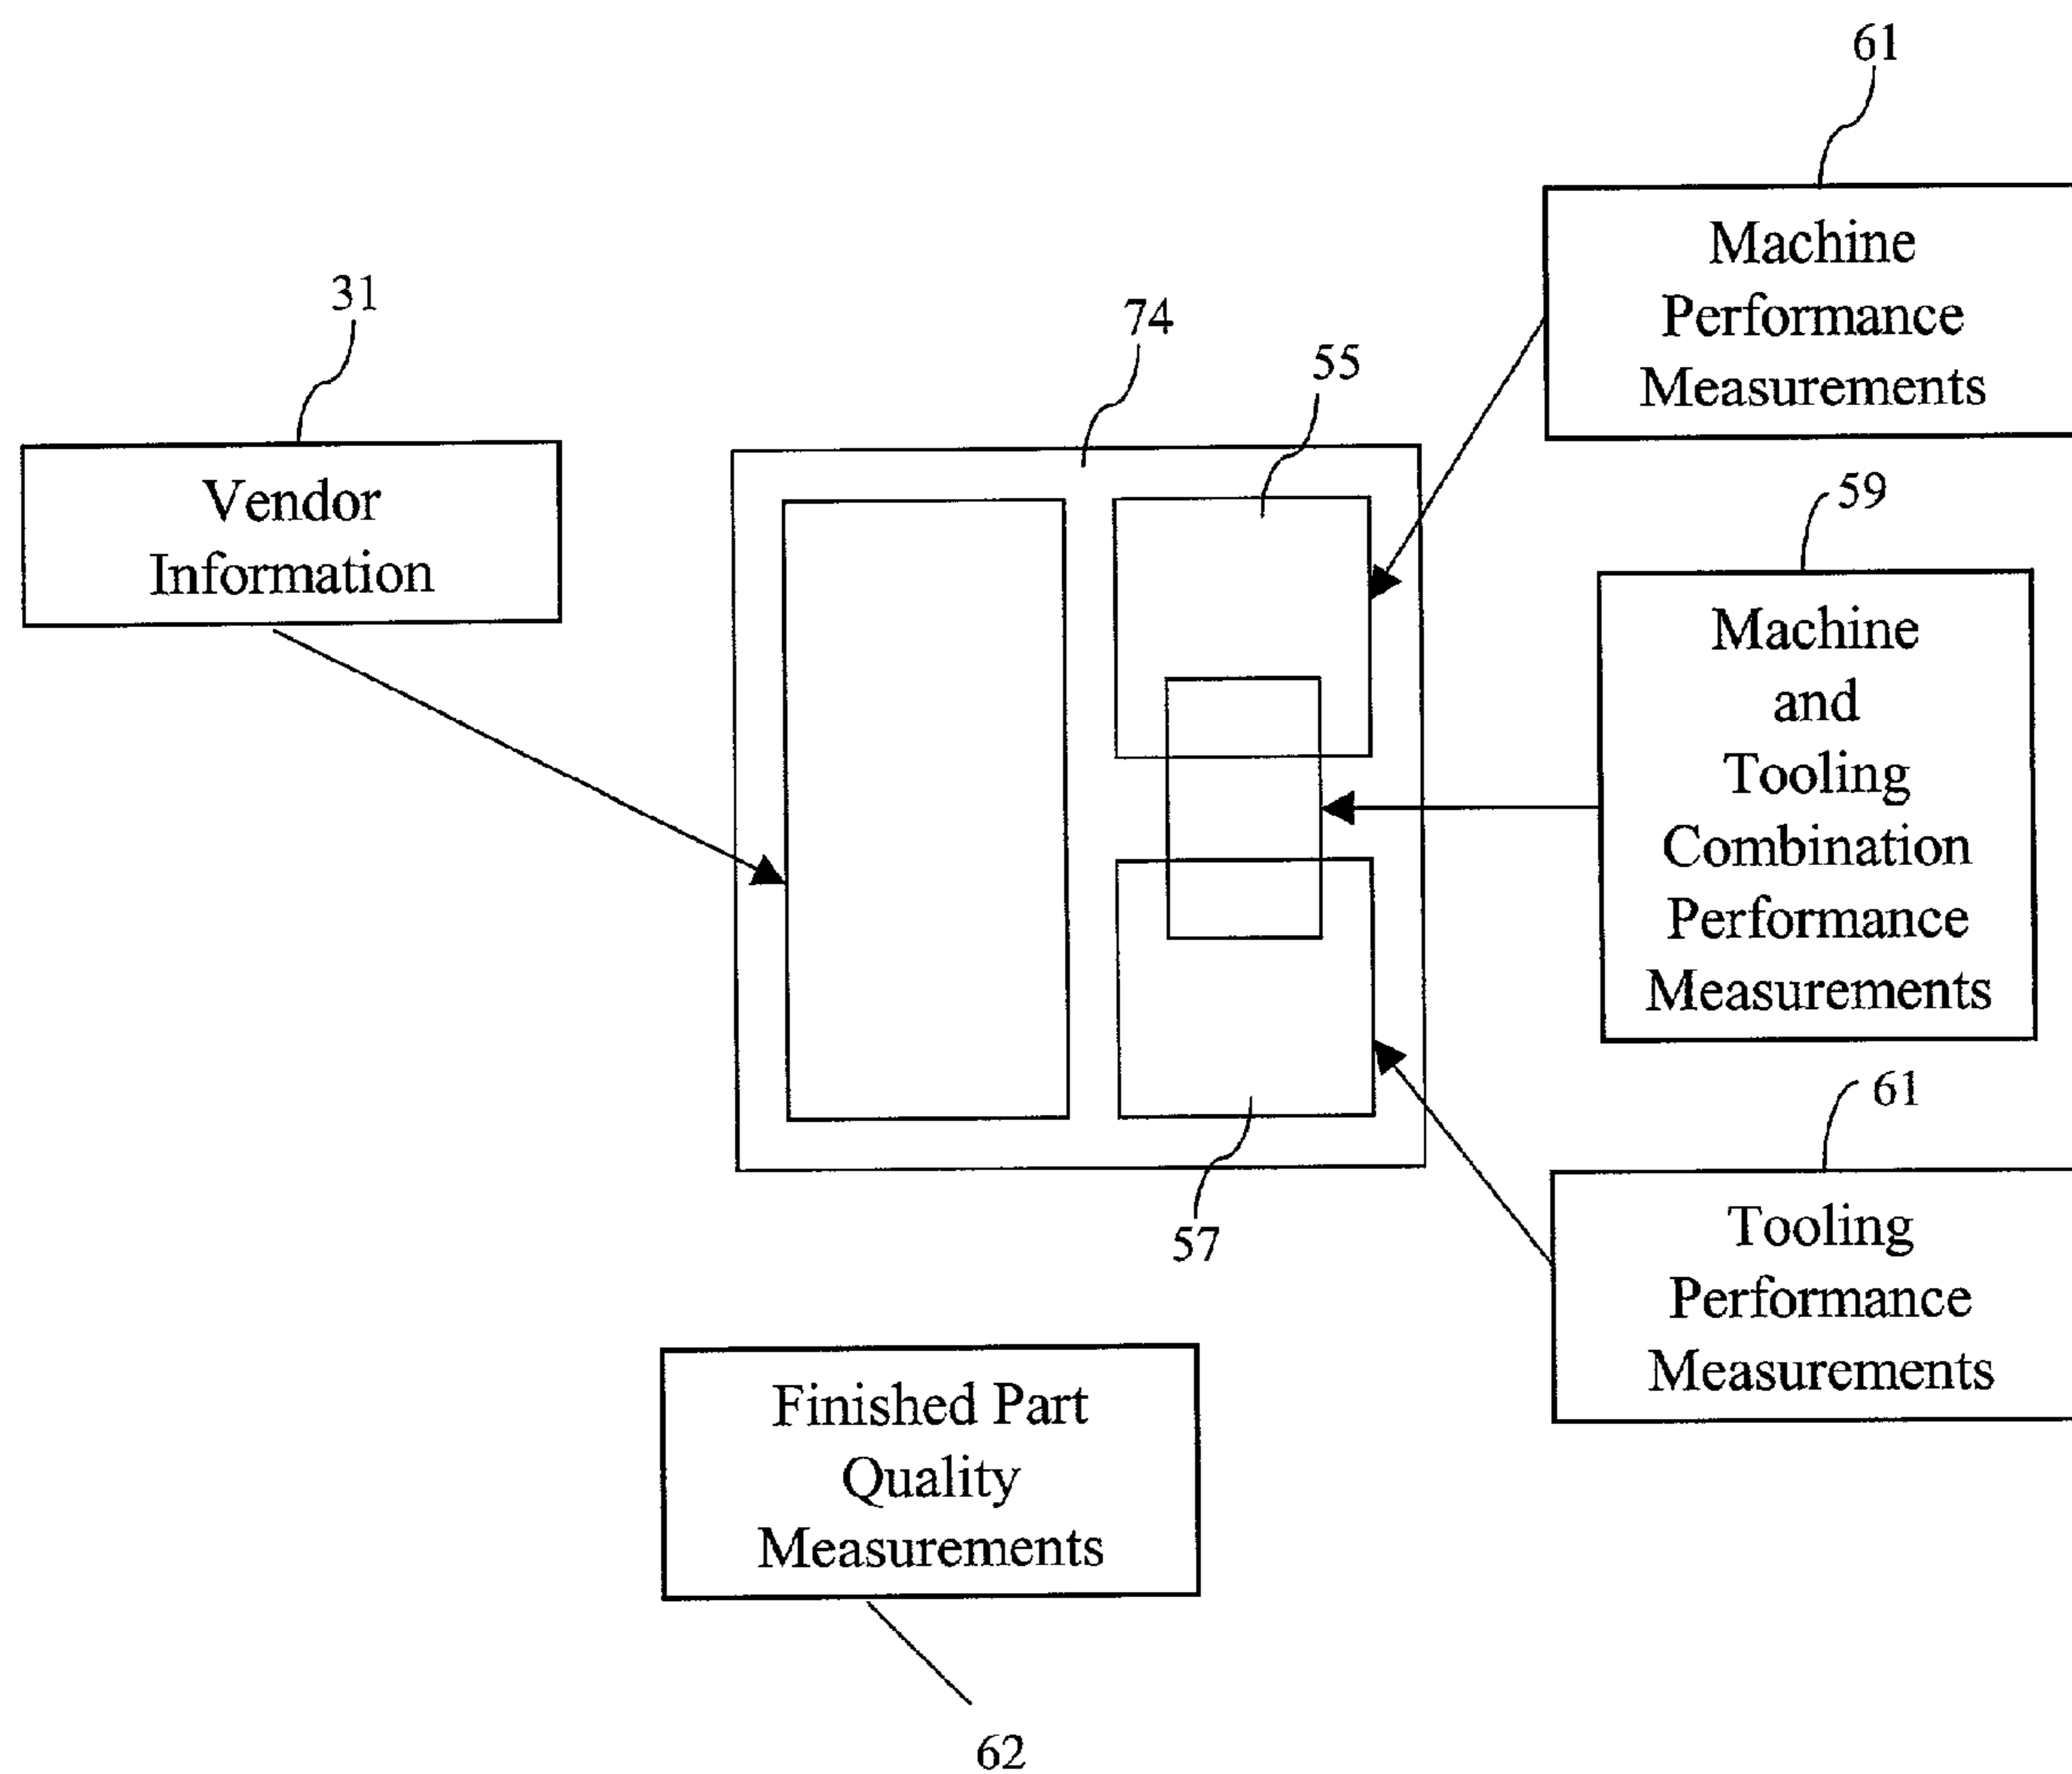 61
Machine
Performance
Measurements
31
Vendor
Information
74
55
59
Machine
and
Tooling
Combination
Performance
Measurements
57
61
Tooling
Performance
Measurements
Finished Part
Quality
Measurements
62